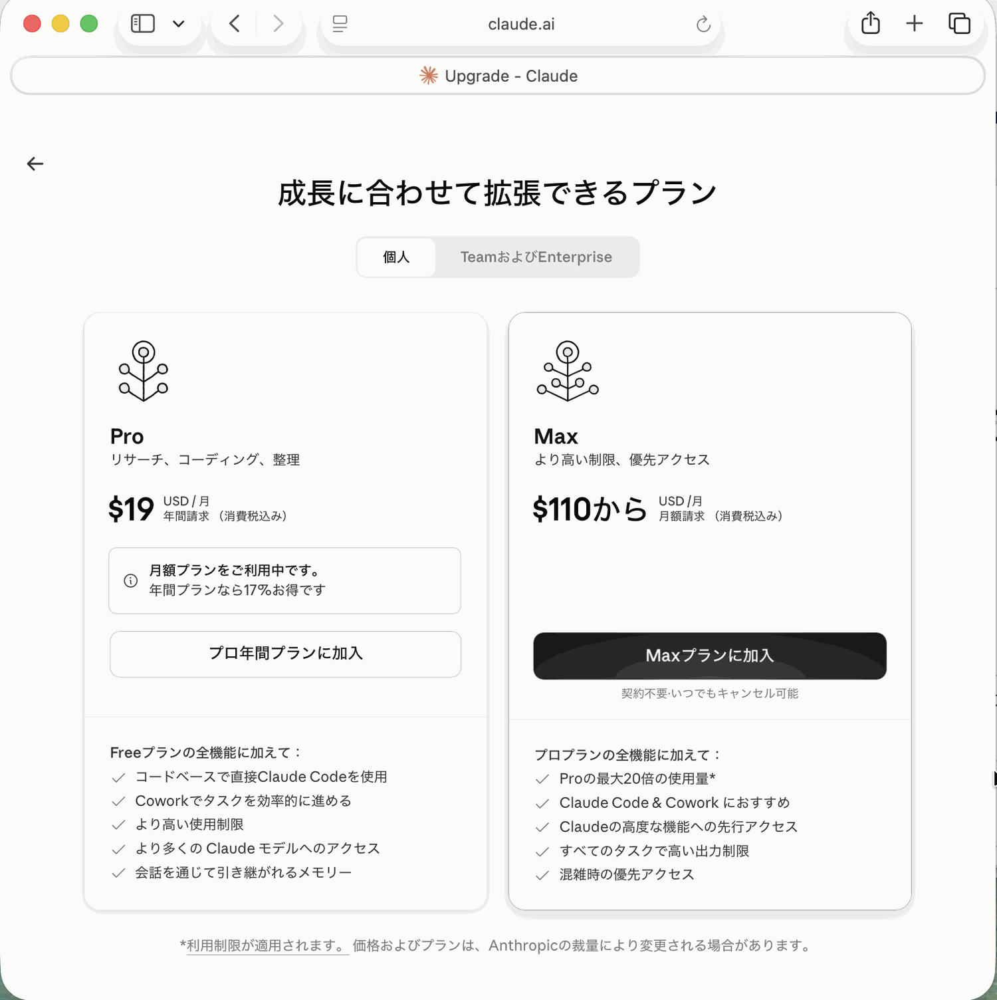 claude.ai
Upgrade - Claude
成長に合わせて拡張できるプラン
個人
TeamおよびEnterprise
Pro
リサーチ、コーディング、整理
$19
USD / 月
年間請求 (消費税込み)
月額プランをご利用中です。
年間プランなら17%お得です
プロ年間プランに加入
Freeプランの全機能に加えて：
コードベースで直接Claude Codeを使用
Coworkでタスクを効率的に進める
より高い使用制限
より多くの Claude モデルへのアクセス
会話を通じて引き継がれるメモリー
Max
より高い制限、優先アクセス
$110から
USD /月
月額請求 (消費税込み)
Maxプランに加入
契約不要·いつでもキャンセル可能
プロプランの全機能に加えて：
Proの最大20倍の使用量*
Claude Code & Cowork におすすめ
Claudeの高度な機能への先行アクセス
すべてのタスクで高い出力制限
混雑時の優先アクセス
*利用制限が適用されます。 価格およびプランは、Anthropicの裁量により変更される場合があります。